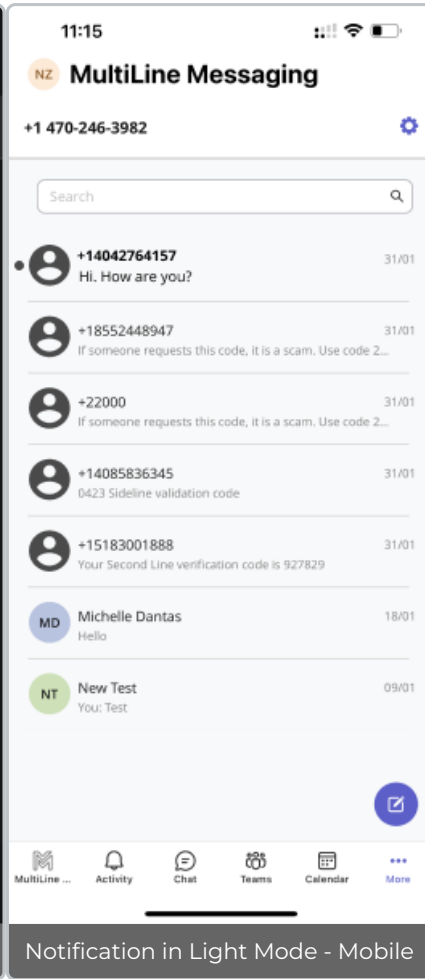 11:15
NZ MultiLine Messaging
+1 470-246-3982
Search
+14042764157 31/01
Hi. How are you?
+18552448947 31/01
If someone requests this code, it is a scam. Use code 2...
+22000 31/01
If someone requests this code, it is a scam. Use code 2...
+14085836345 31/01
0423 Sideline validation code
+15183001888 31/01
Your Second Line verification code is 927829
MD Michelle Dantas 18/01
Hello
NT New Test 09/01
You: Test
MultiLine ... Activity Chat Teams Calendar More
Notification in Light Mode - Mobile